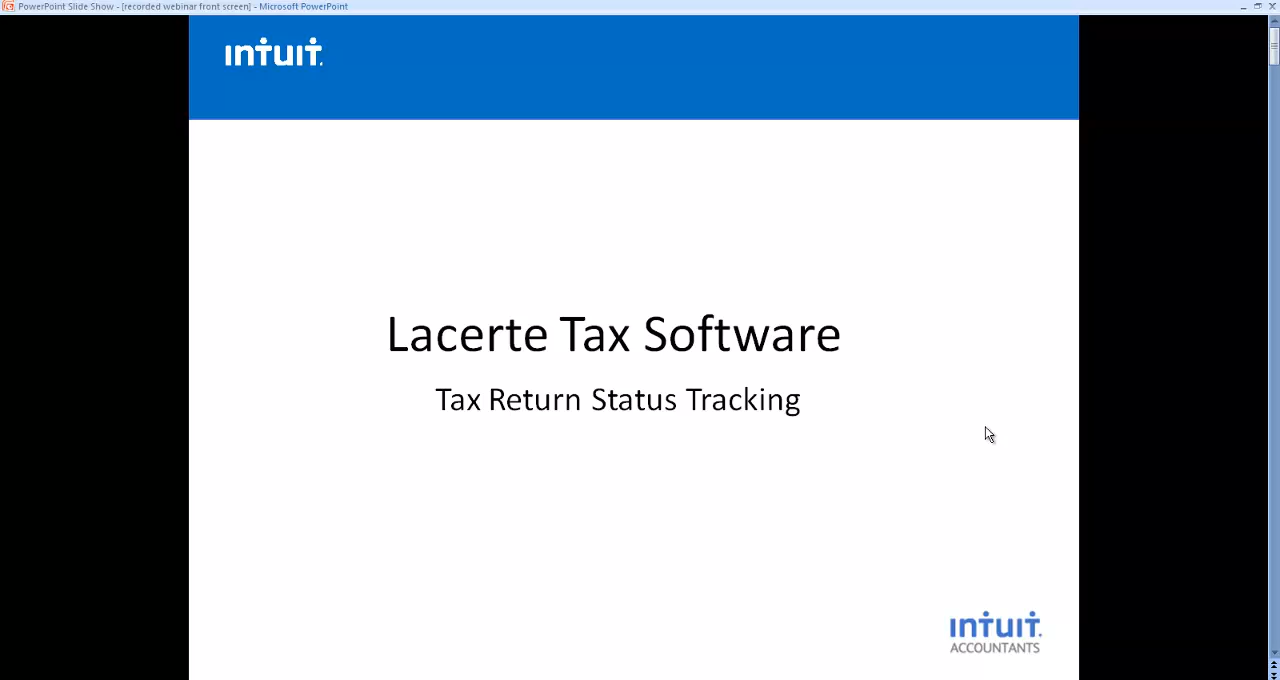 PowerPoint Slide Show - [recorded webinar front screen] - Microsoft PowerPoint
intuit.
Lacerte Tax Software
Tax Return Status Tracking
intuit.
ACCOUNTANTS